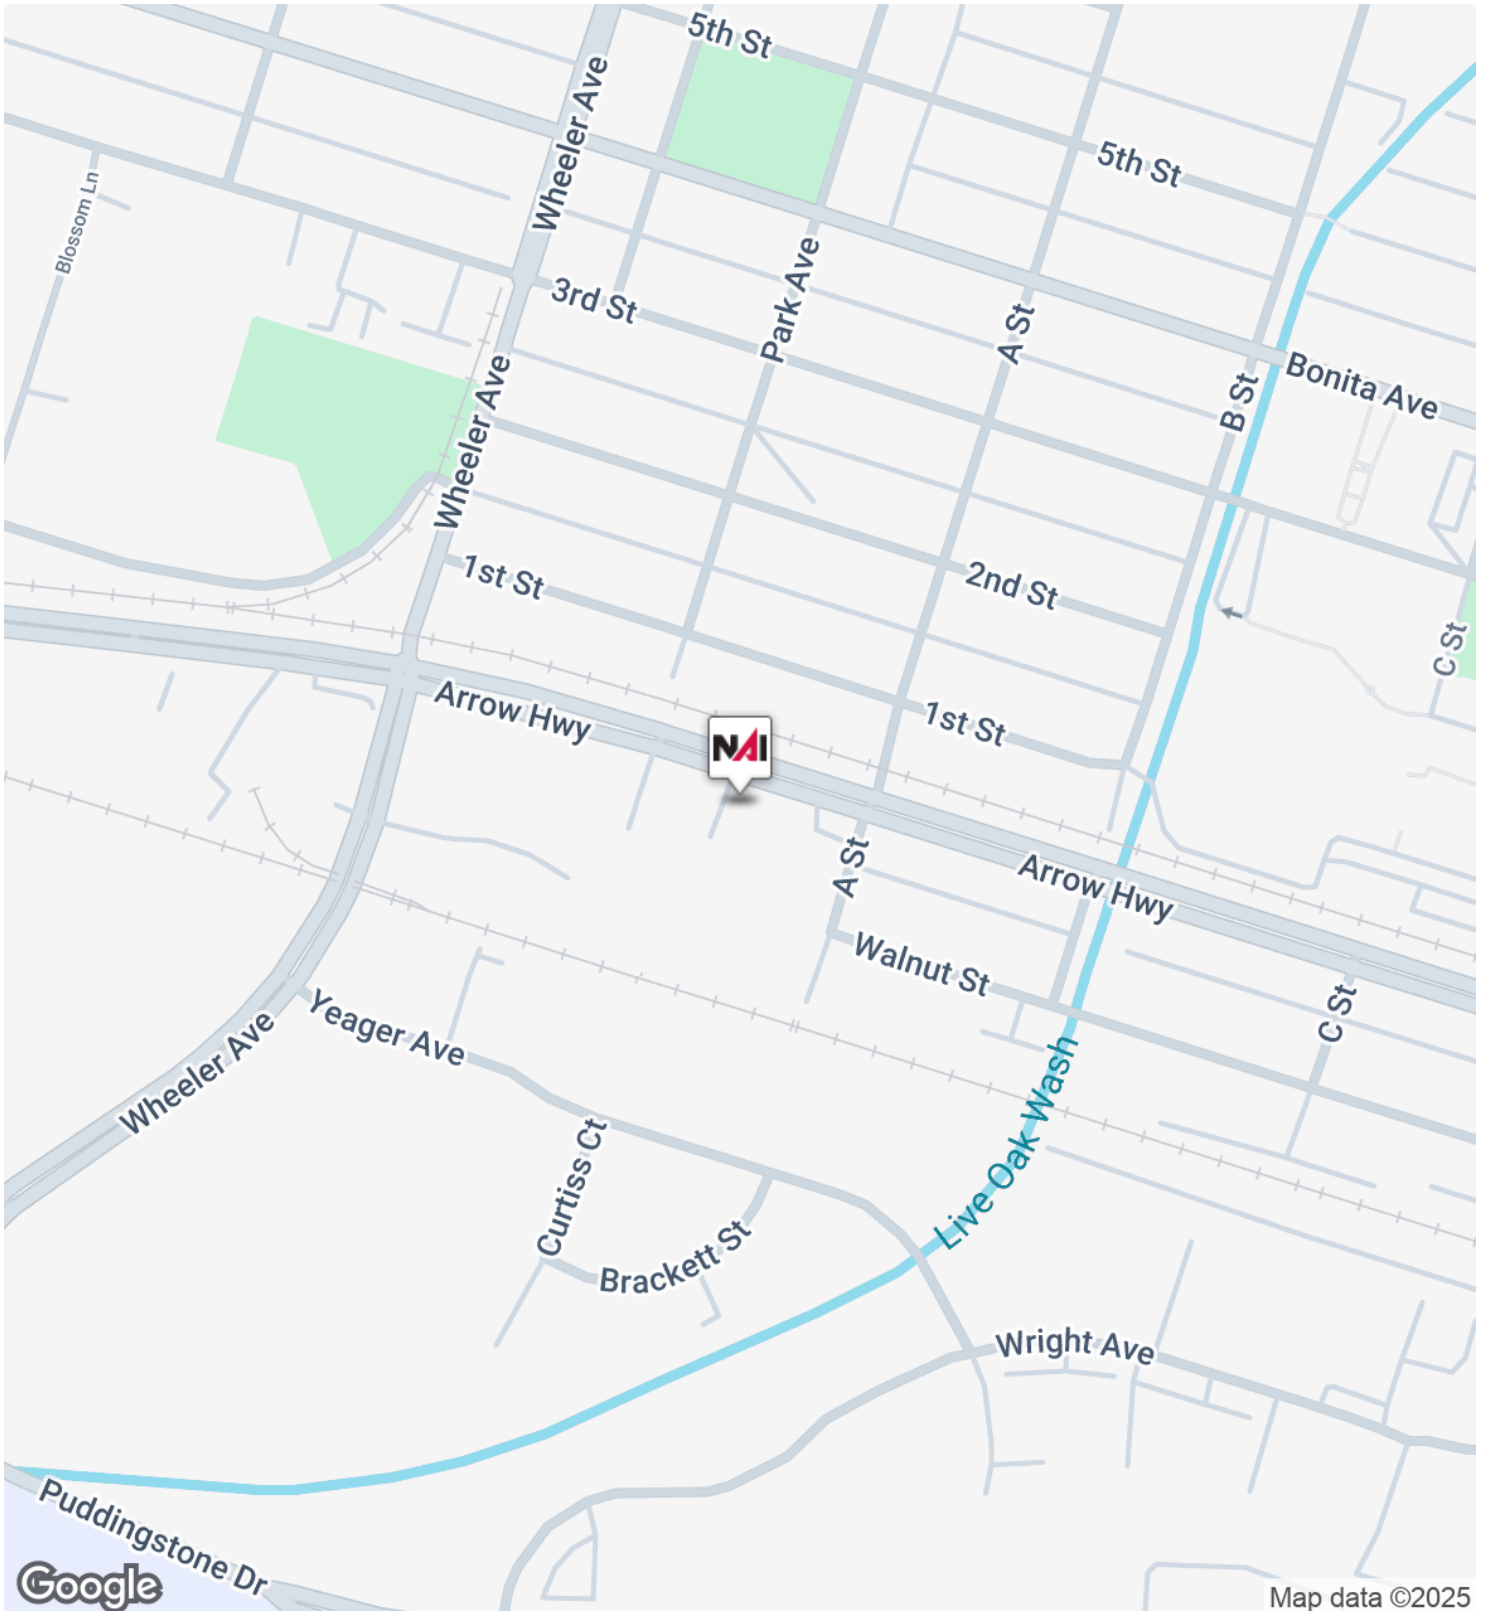 5th St
Wheeler Ave
5th St
Blossom Ln
3rd St
Park Ave
A St
Bonita Ave
B St
Wheeler Ave
1st St
2nd St
C St
Arrow Hwy
1st St
NAI
A St
Arrow Hwy
Walnut St
C St
Yeager Ave
Wheeler Ave
Live Oak Wash
Curtiss Ct
Brackett St
Wright Ave
Puddingstone Dr
Google
Map data ©2025